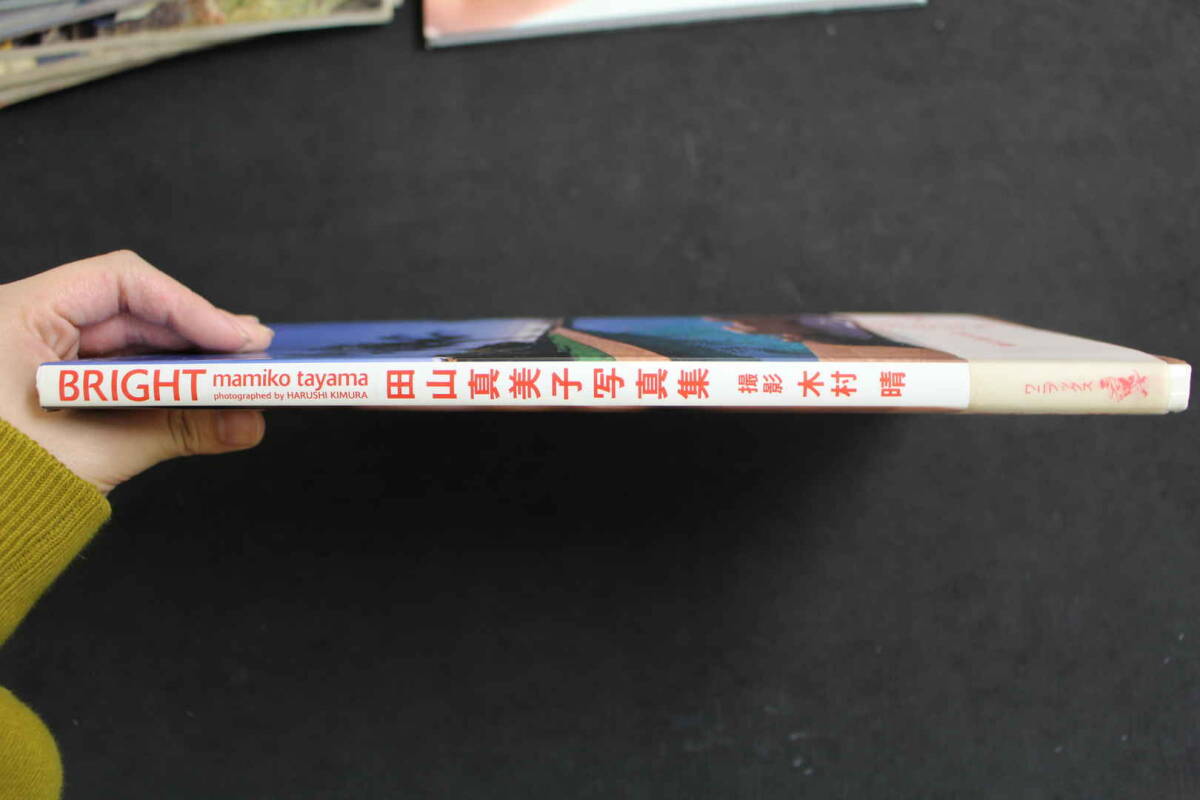 BRIGHT
mamiko tayama
photographed by HARUSHI KIMURA
田山真美子写真集
撮影 木村 晴
ワニブックス